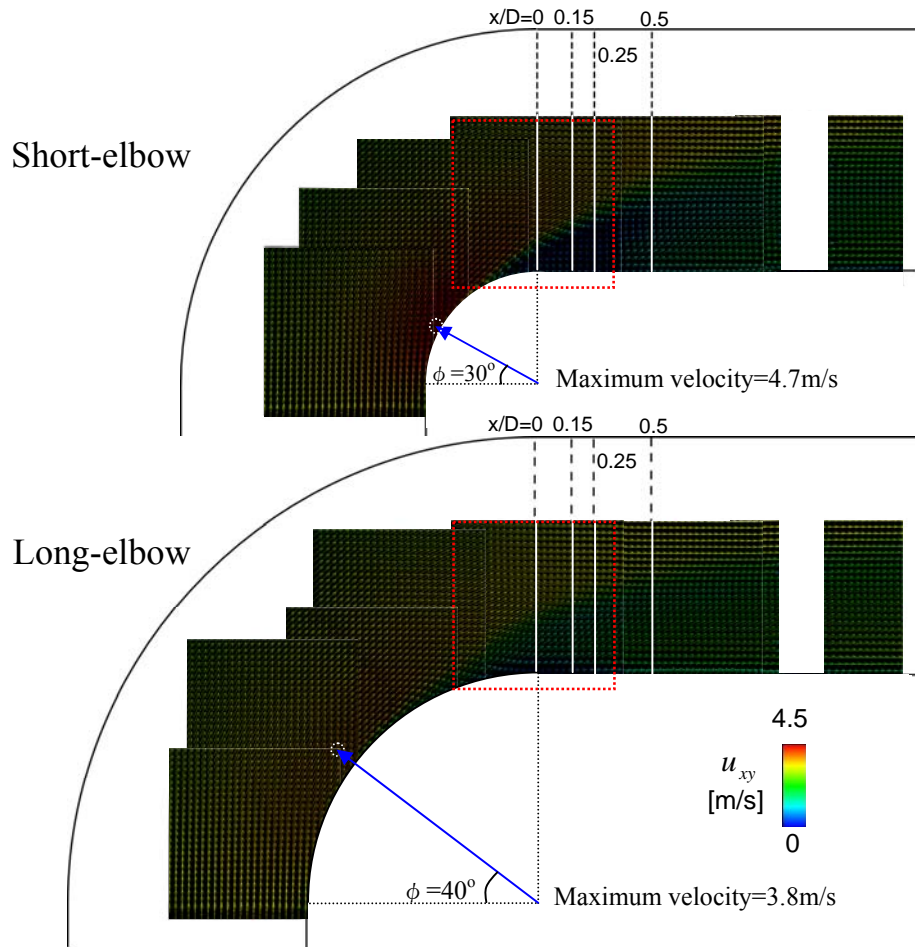 x/D=0 0.15 0.5
0.25
Short-elbow
ϕ =30°
Maximum velocity=4.7m/s
x/D=0 0.15 0.5
0.25
Long-elbow
4.5
u xy
[m/s]
0
ϕ =40°
Maximum velocity=3.8m/s